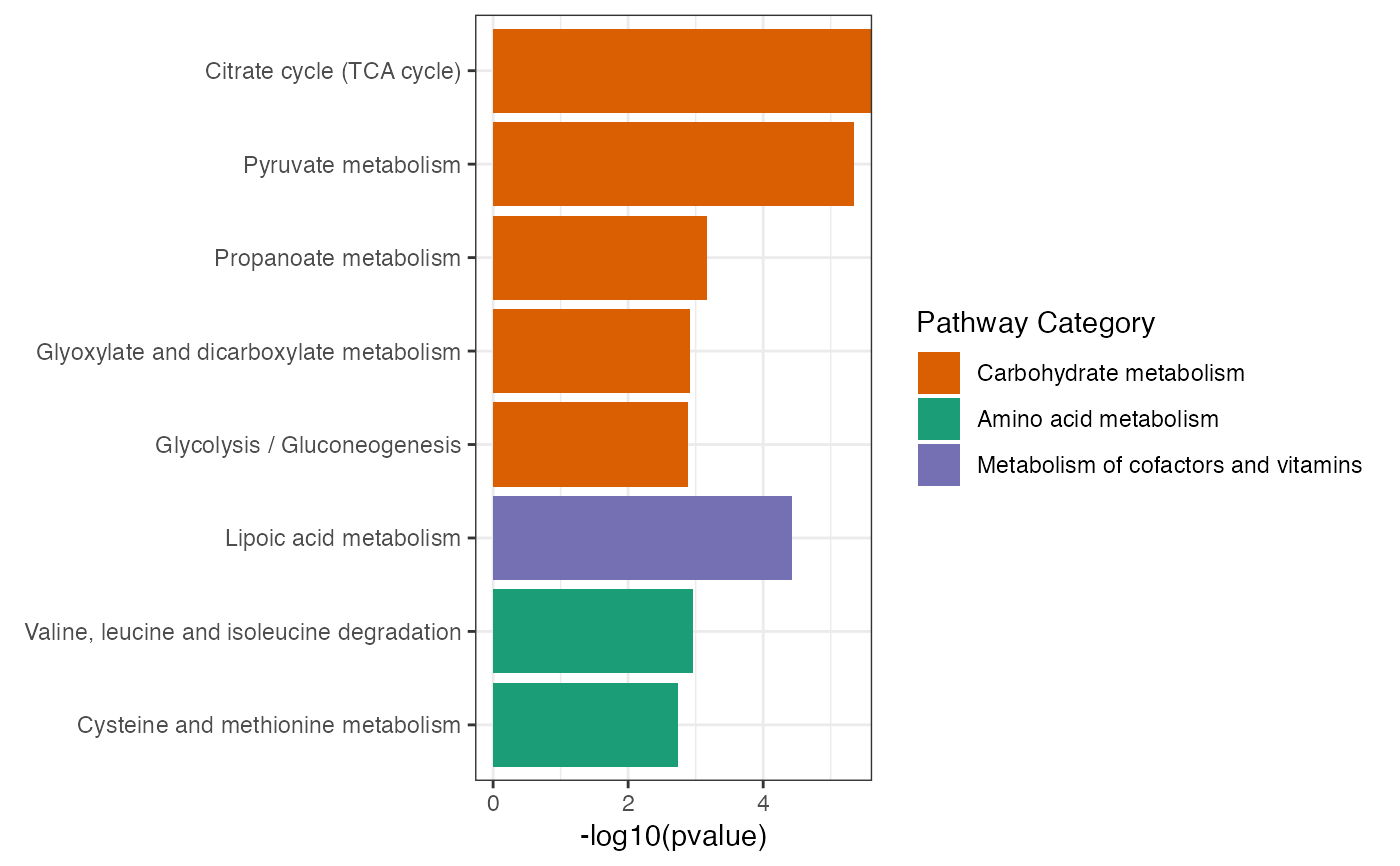 Citrate cycle (TCA cycle)
Pyruvate metabolism
Propanoate metabolism
Glyoxylate and dicarboxylate metabolism
Glycolysis / Gluconeogenesis
Lipoic acid metabolism
Valine, leucine and isoleucine degradation
Cysteine and methionine metabolism
0 2 4
-log10(pvalue)
Pathway Category
Carbohydrate metabolism
Amino acid metabolism
Metabolism of cofactors and vitamins